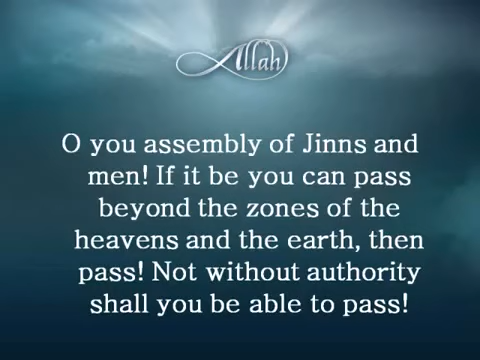 Allah
O you assembly of Jinns and
men! If it be you can pass
beyond the zones of the
heavens and the earth, then
pass! Not without authority
shall you be able to pass!